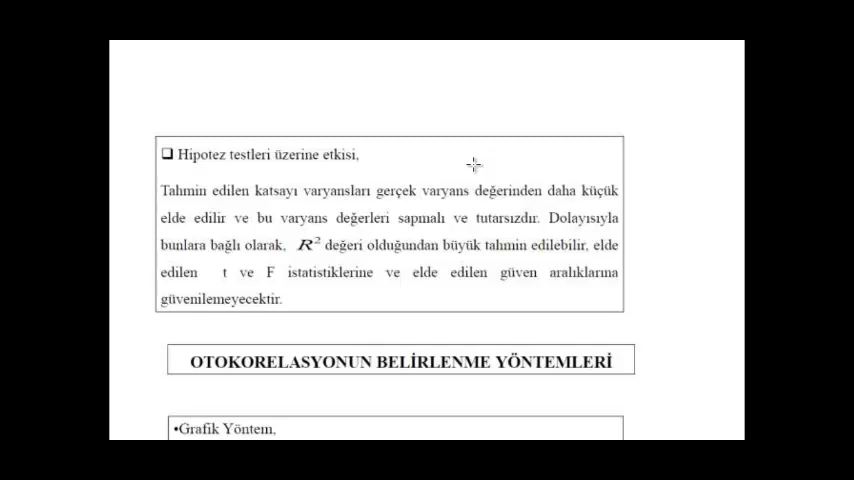 ❑ Hipotez testleri üzerine etkisi,
Tahmin edilen katsayı varyansları gerçek varyans değerinden daha küçük
elde edilir ve bu varyans değerleri sapmalı ve tutarsızdır. Dolayısıyla
bunlara bağlı olarak, R² değeri olduğundan büyük tahmin edilebilir, elde
edilen t ve F istatistiklerine ve elde edilen güven aralıklarına
güvenilemeyecektir.
OTOKORELASYONUN BELİRLENME YÖNTEMLERİ
•Grafik Yöntem,